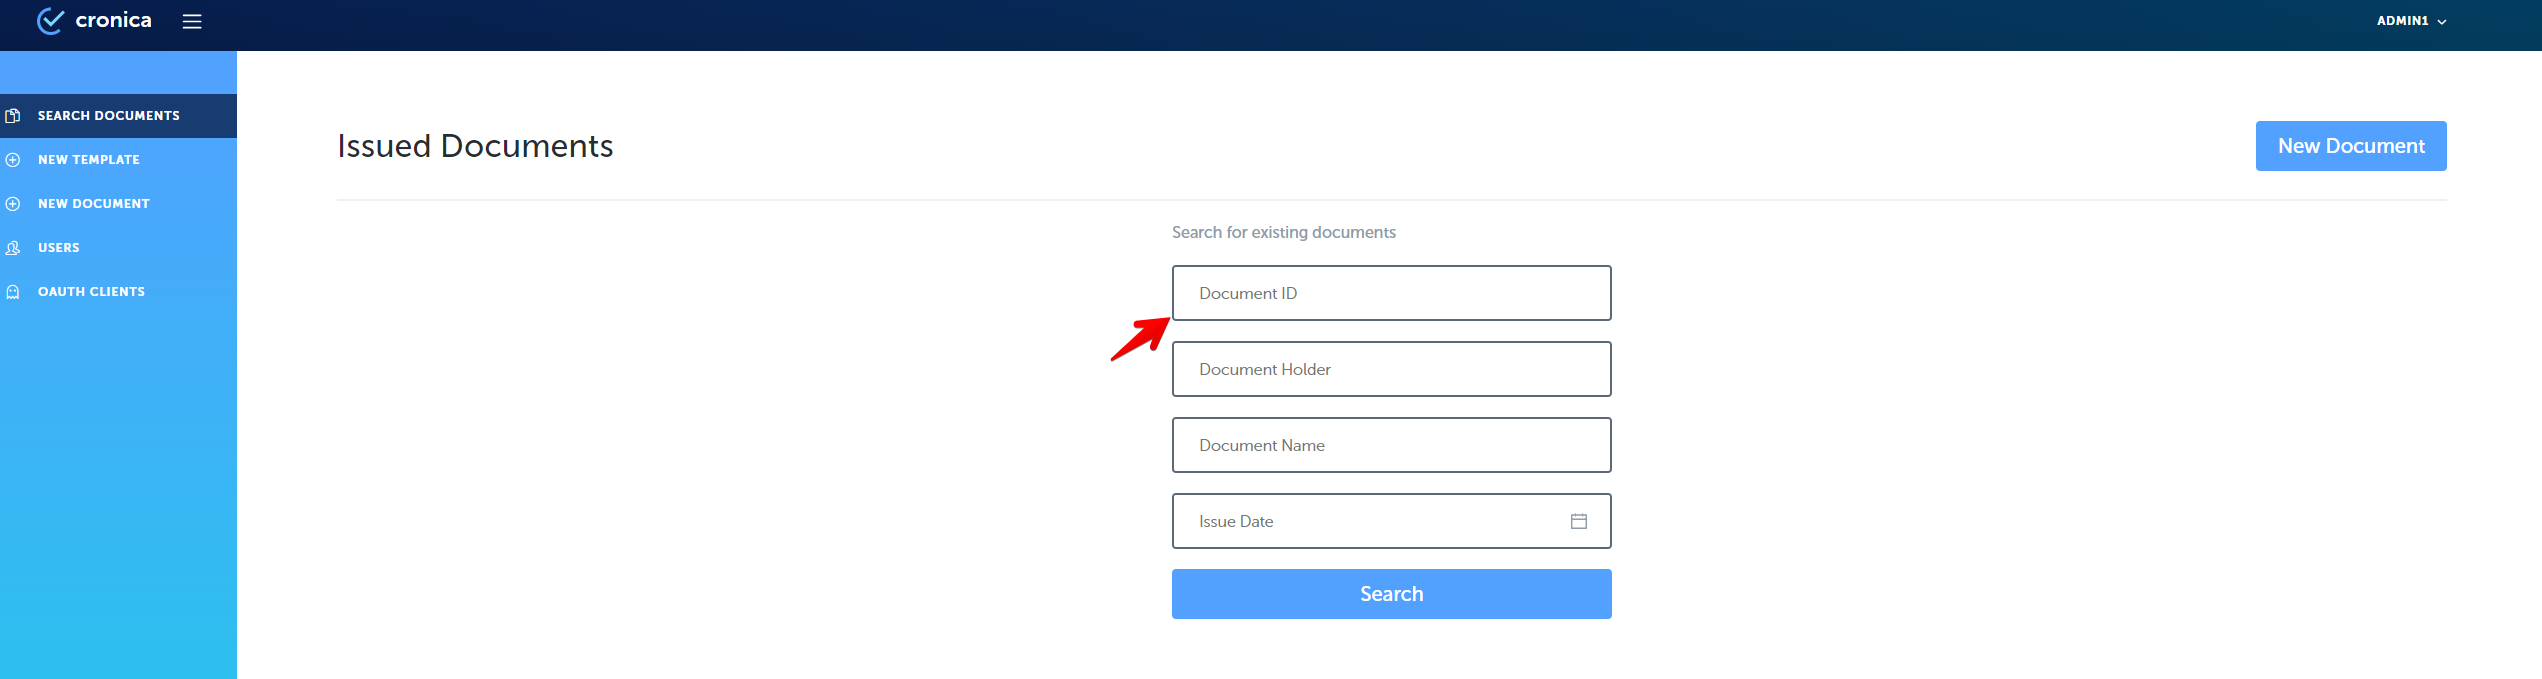 cronica
ADMIN1
SEARCH DOCUMENTS
NEW TEMPLATE
NEW DOCUMENT
USERS
OAUTH CLIENTS
Issued Documents
New Document
Search for existing documents
Document ID
Document Holder
Document Name
Issue Date
Search